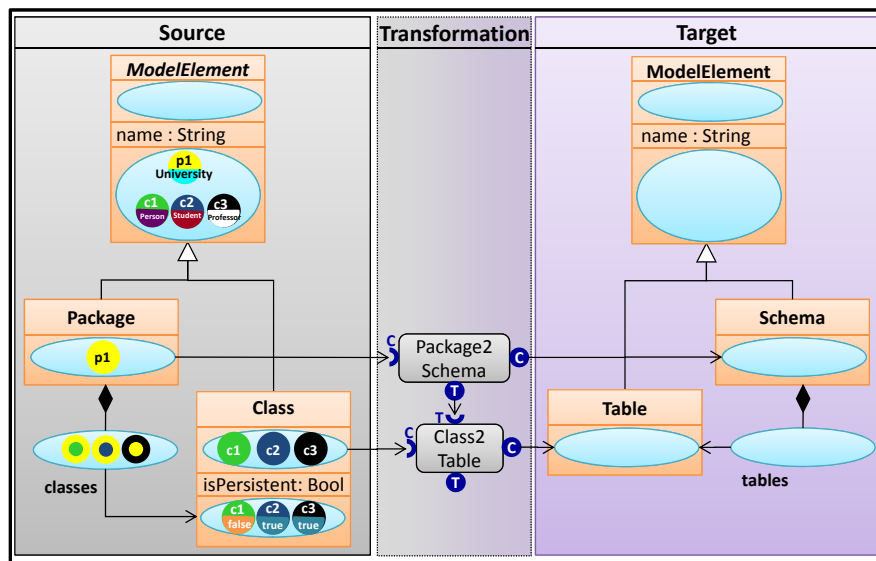 Source
Transformation
Target
ModelElement
name : String
p1
University
c1
Person
c2
Student
c3
Professor
ModelElement
name : String
Package
p1
classes
Class
c1
c2
c3
isPersistent: Bool
c1
false
c2
true
c3
true
C
Package2
Schema
C
T
T
C
Class2
Table
C
T
Schema
Table
tables